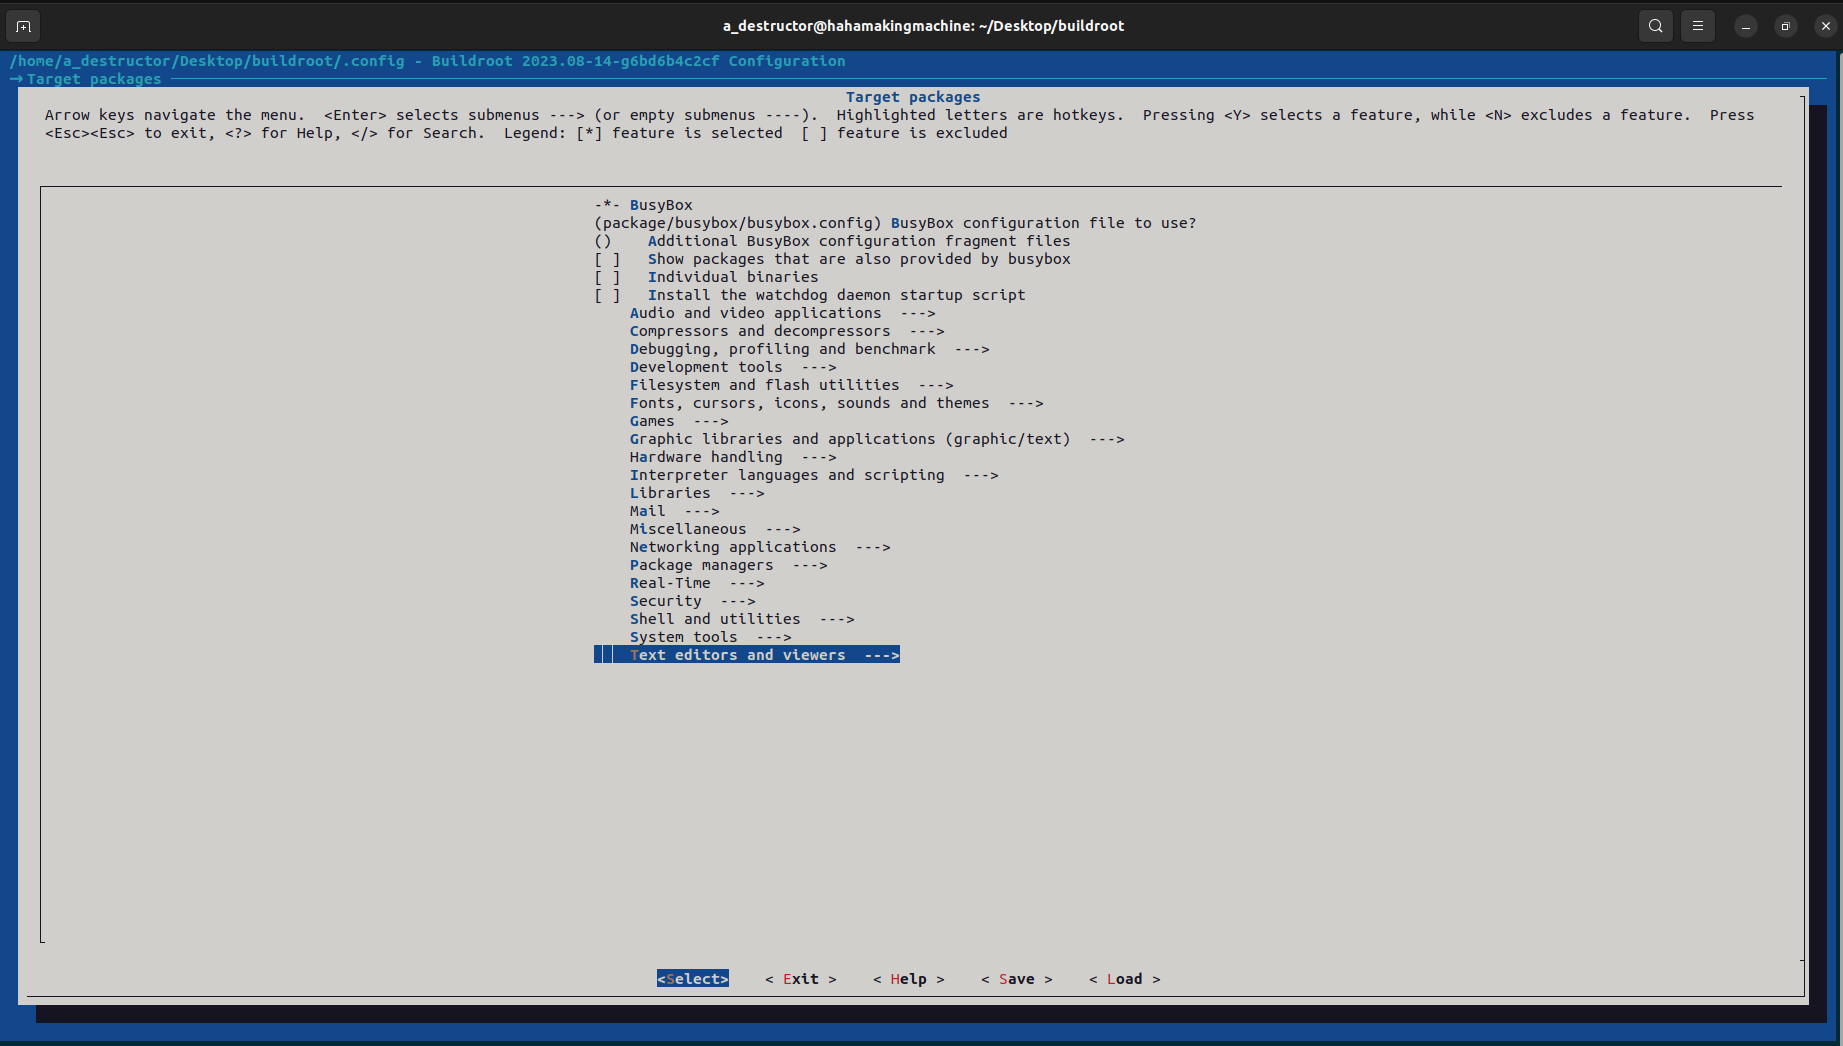 a_destructor@hahamakingmachine: ~/Desktop/buildroot
/home/a_destructor/Desktop/buildroot/.config - Buildroot 2023.08-14-g6bd6b4c2cf Configuration
→ Target packages
Target packages
Arrow keys navigate the menu.  <Enter> selects submenus ---> (or empty submenus ----).  Highlighted letters are hotkeys.  Pressing <Y> selects a feature, while <N> excludes a feature.  Press
<Esc><Esc> to exit, <?> for Help, </> for Search.  Legend: [*] feature is selected  [ ] feature is excluded
-*- BusyBox
(package/busybox/busybox.config) BusyBox configuration file to use?
()    Additional BusyBox configuration fragment files
[ ]   Show packages that are also provided by busybox
[ ]   Individual binaries
[ ]   Install the watchdog daemon startup script
Audio and video applications  --->
Compressors and decompressors  --->
Debugging, profiling and benchmark  --->
Development tools  --->
Filesystem and flash utilities  --->
Fonts, cursors, icons, sounds and themes  --->
Games  --->
Graphic libraries and applications (graphic/text)  --->
Hardware handling  --->
Interpreter languages and scripting  --->
Libraries  --->
Mail  --->
Miscellaneous  --->
Networking applications  --->
Package managers  --->
Real-Time  --->
Security  --->
Shell and utilities  --->
System tools  --->
Text editors and viewers  --->
<Select>    < Exit >    < Help >    < Save >    < Load >